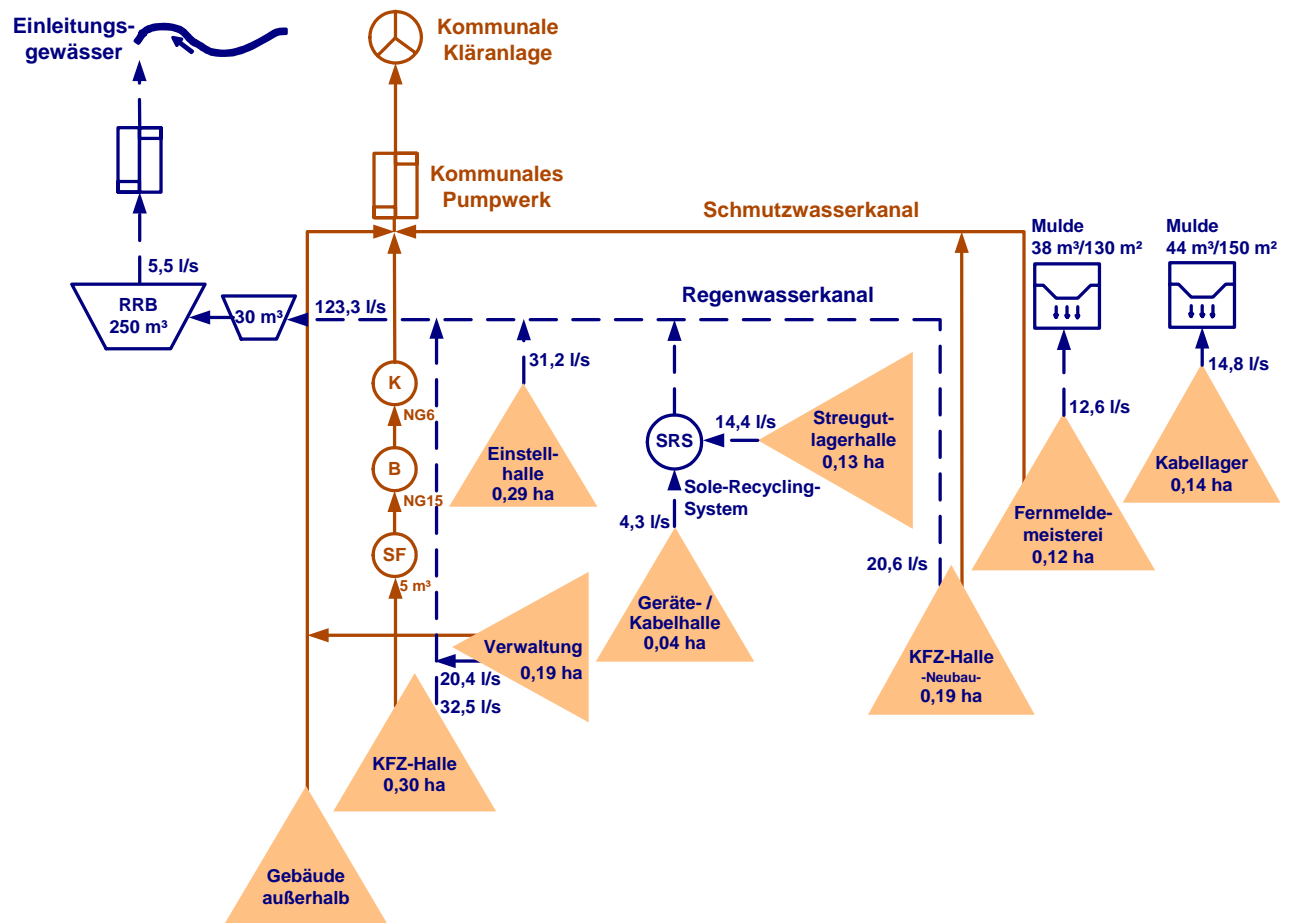 Einleitungs-
gewässer
Kommunale
Kläranlage
Kommunales
Pumpwerk
Schmutzwasserkanal
Mulde
38 m³/130 m²
Mulde
44 m³/150 m²
5,5 l/s
RRB
250 m³
30 m³
123,3 l/s
Regenwasserkanal
31,2 l/s
14,8 l/s
K
NG6
B
NG15
SF
5 m³
Einstell-
halle
0,29 ha
SRS
14,4 l/s
Streugut-
lagerhalle
0,13 ha
Sole-Recycling-
System
4,3 l/s
12,6 l/s
Kabellager
0,14 ha
Fernmelde-
meisterei
0,12 ha
20,6 l/s
Geräte- /
Kabelhalle
0,04 ha
Verwaltung
0,19 ha
20,4 l/s
32,5 l/s
KFZ-Halle
-Neubau-
0,19 ha
KFZ-Halle
0,30 ha
Gebäude
außerhalb